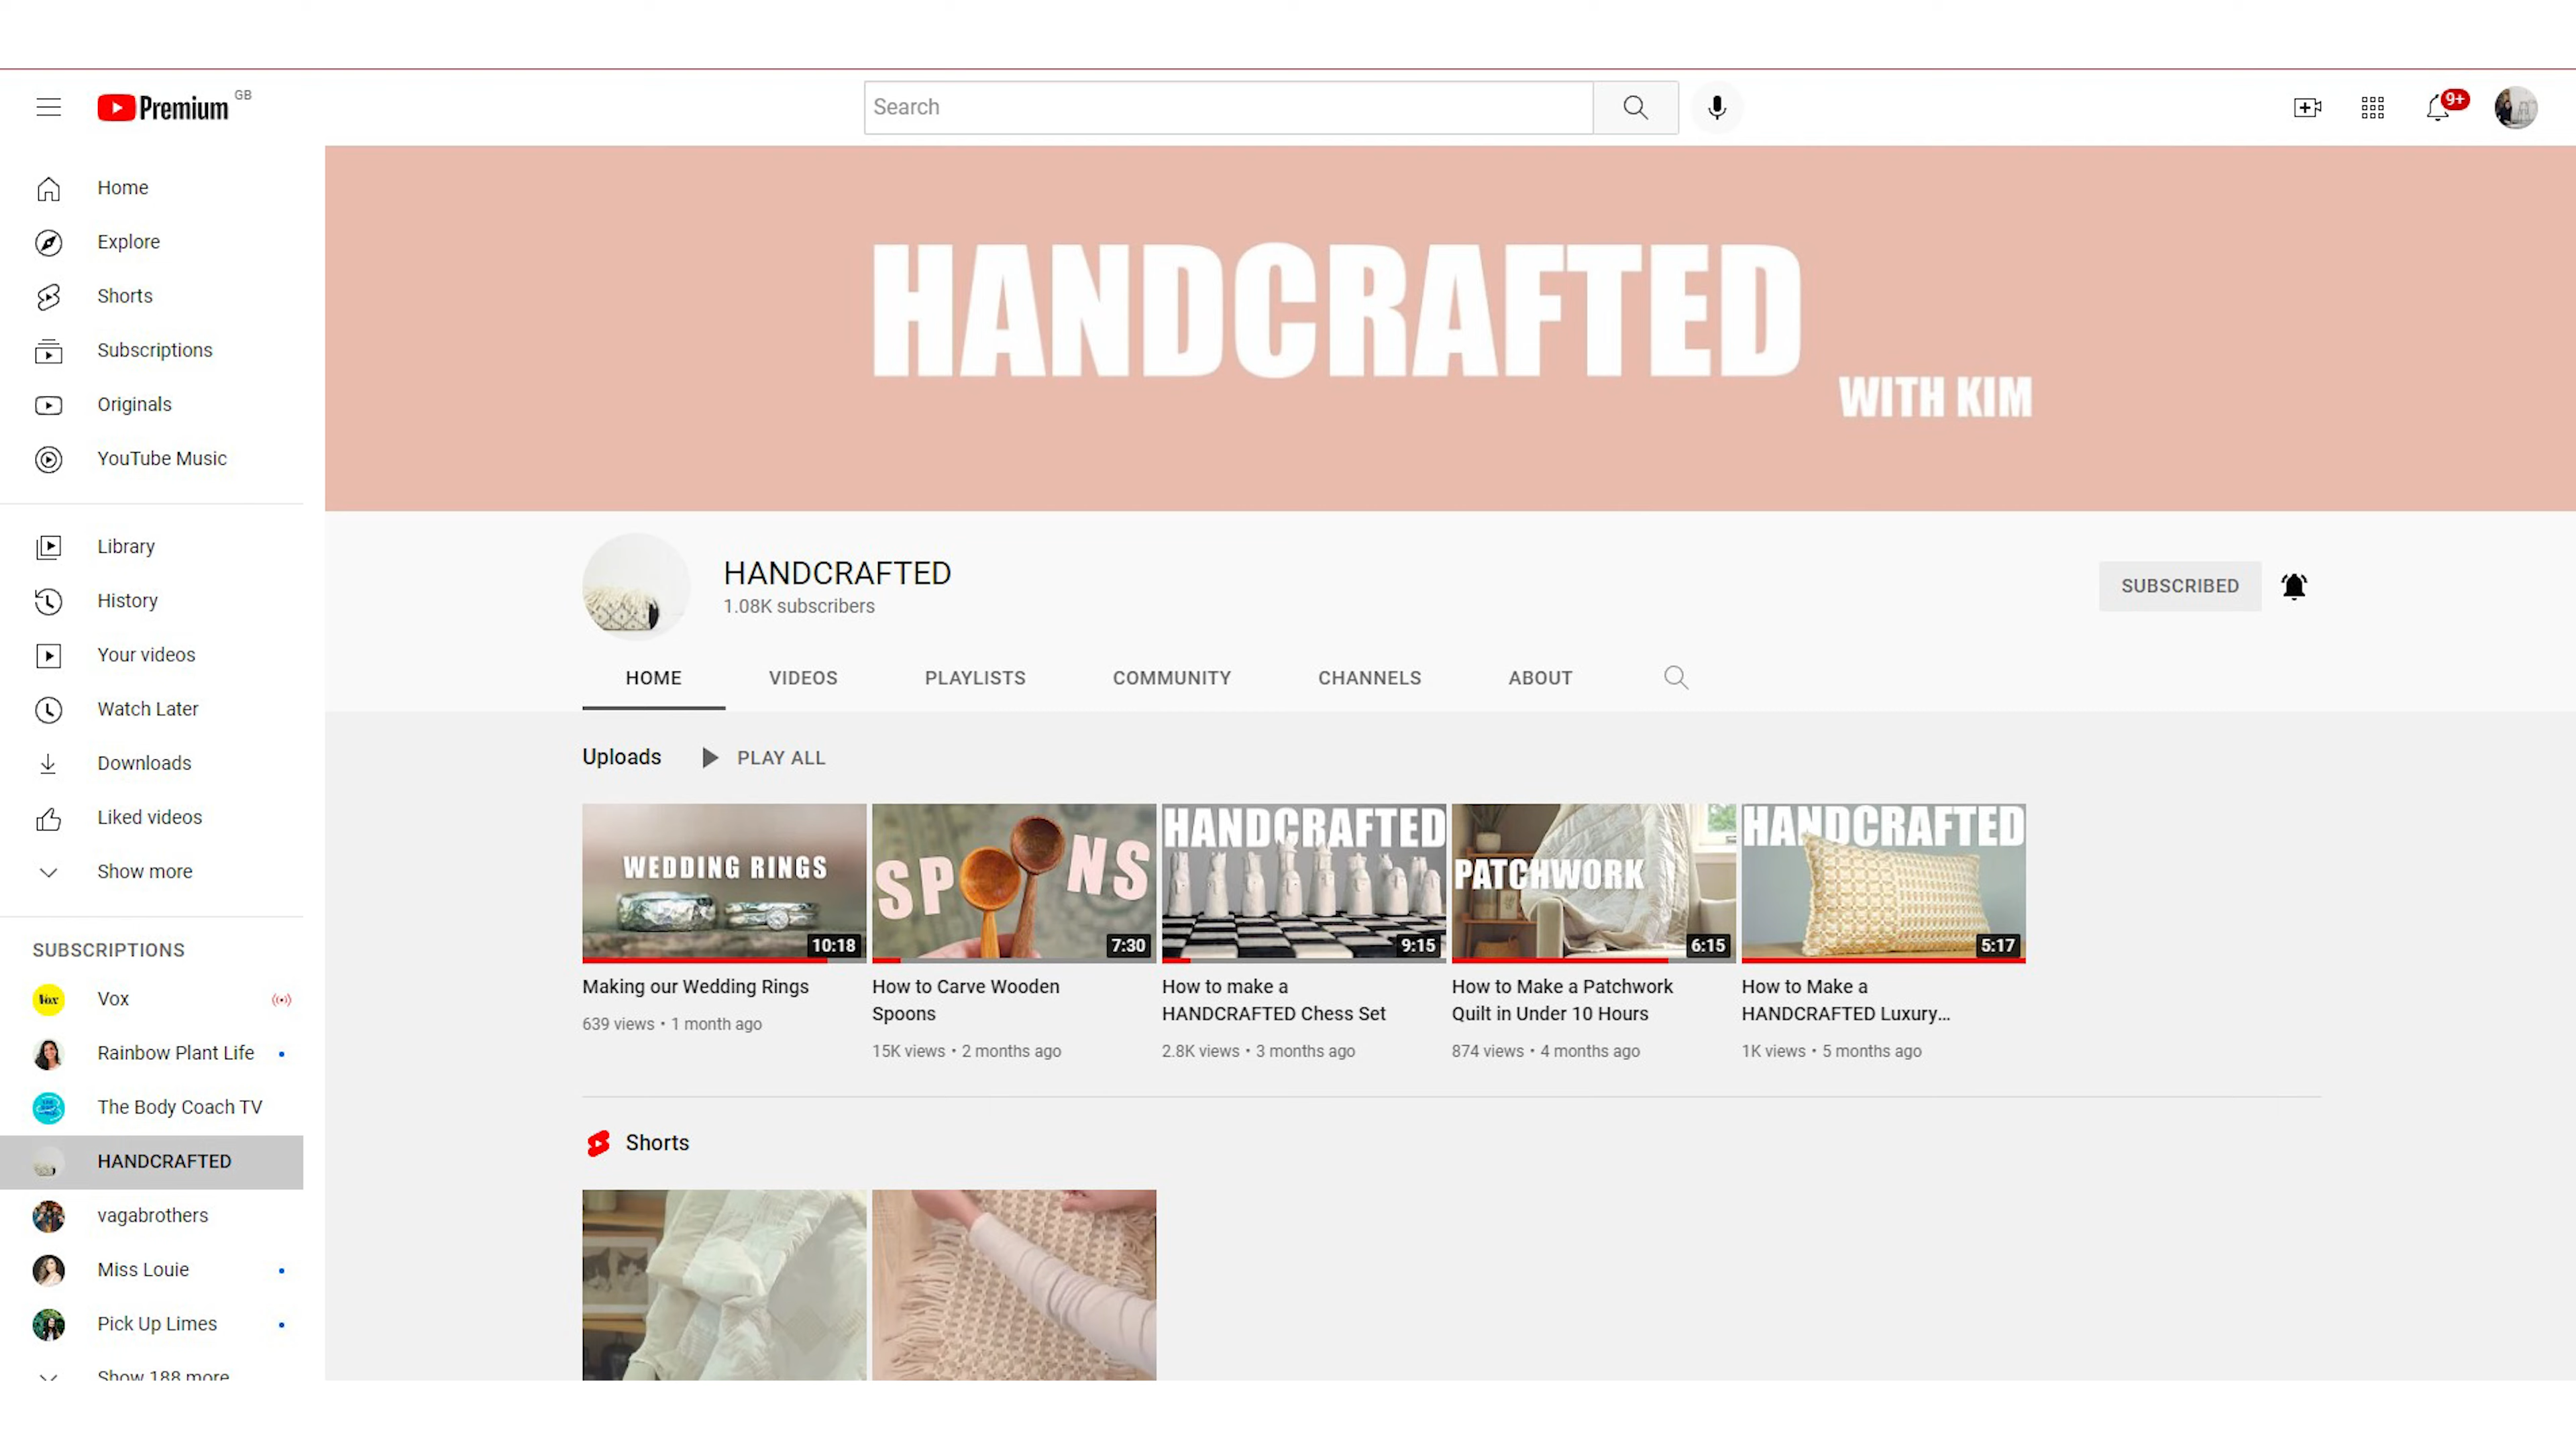 Premium GB
Search
9+
Home
Explore
Shorts
Subscriptions
Originals
YouTube Music
Library
History
Your videos
Watch Later
Downloads
Liked videos
Show more
SUBSCRIPTIONS
Vox
Vox
Rainbow Plant Life
The Body Coach TV
HANDCRAFTED
vagabrothers
Miss Louie
Pick Up Limes
Show 188 more
HANDCRAFTED
WITH KIM
HANDCRAFTED
1.08K subscribers
SUBSCRIBED
HOME VIDEOS PLAYLISTS COMMUNITY CHANNELS ABOUT
Uploads PLAY ALL
WEDDING RINGS
10:18
Making our Wedding Rings
639 views • 1 month ago
SPOONS
7:30
How to Carve Wooden
Spoons
15K views • 2 months ago
HANDCRAFTED
9:15
How to make a
HANDCRAFTED Chess Set
2.8K views • 3 months ago
PATCHWORK
6:15
How to Make a Patchwork
Quilt in Under 10 Hours
874 views • 4 months ago
HANDCRAFTED
5:17
How to Make a
HANDCRAFTED Luxury...
1K views • 5 months ago
Shorts